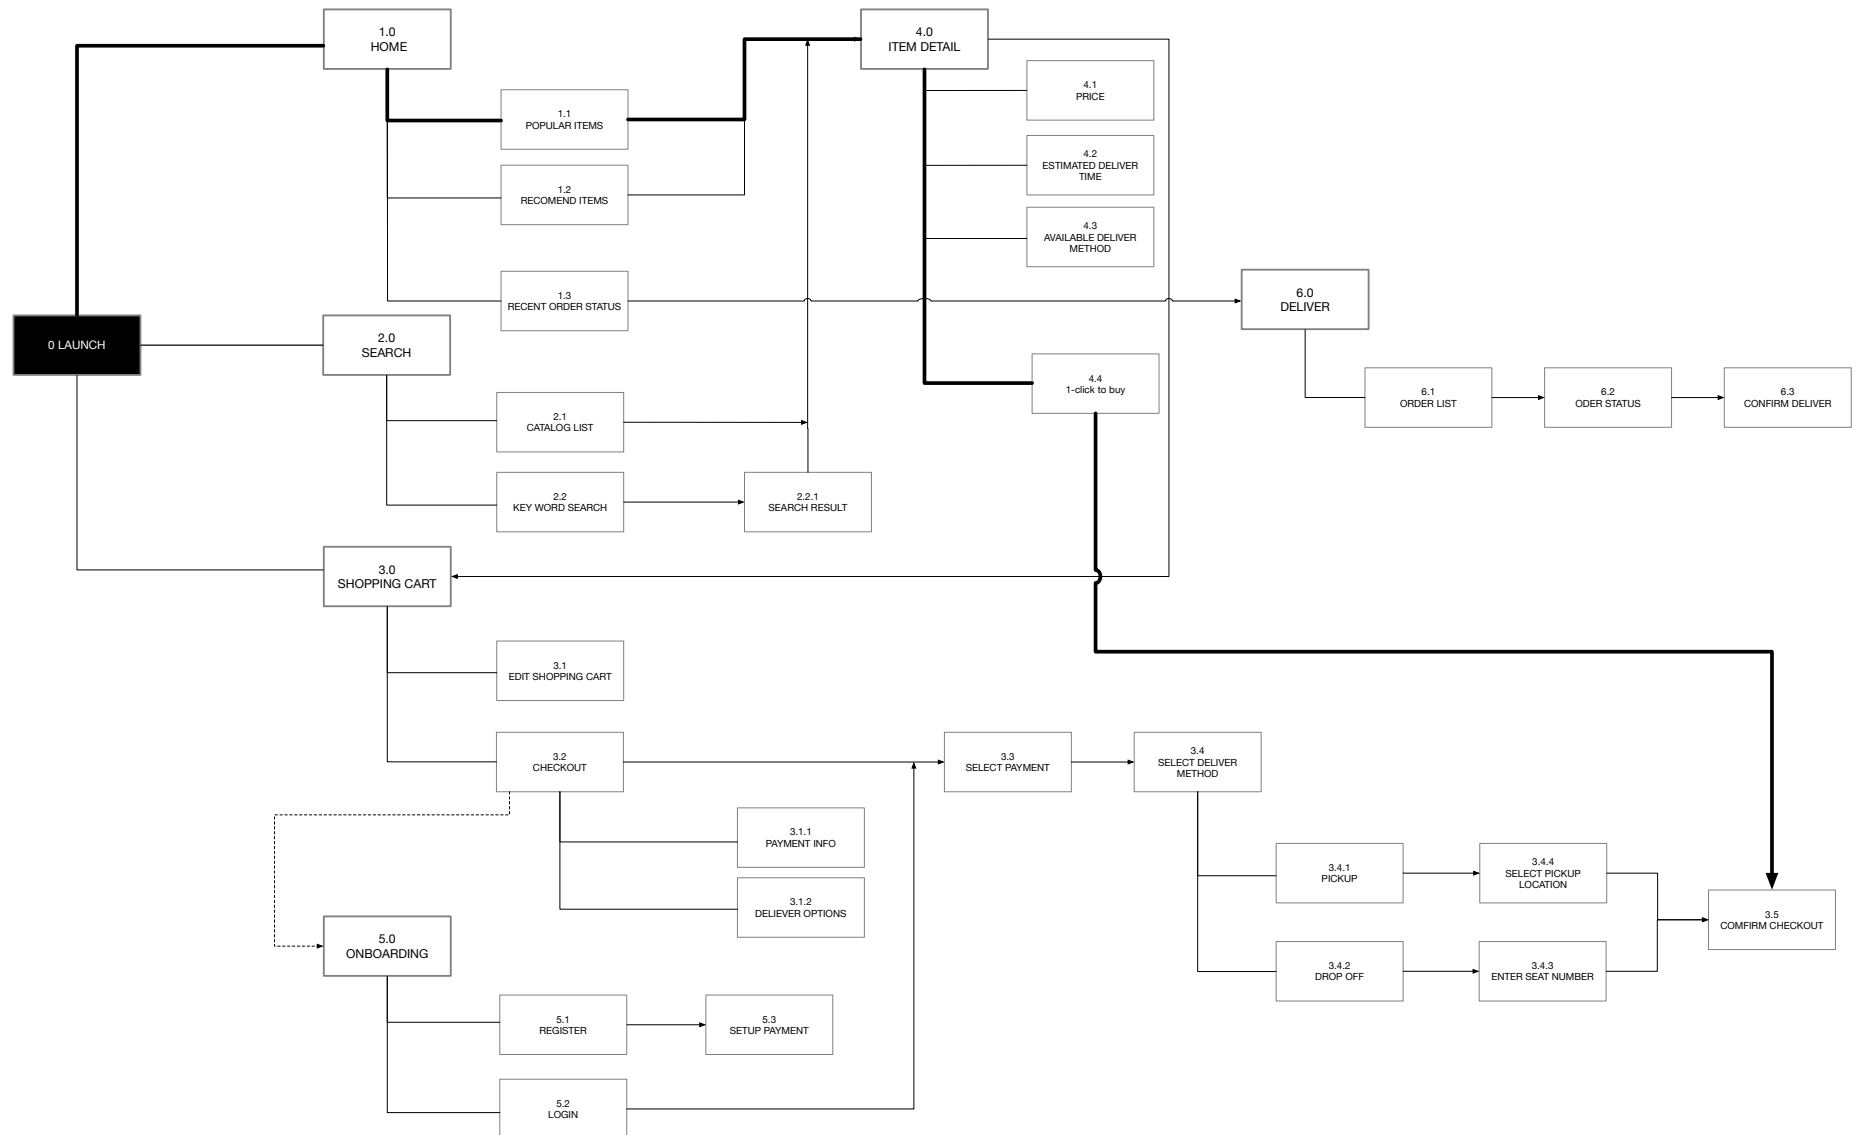 1.0
HOME
4.0
ITEM DETAIL
4.1
PRICE
1.1
POPULAR ITEMS
4.2
ESTIMATED DELIVER
TIME
1.2
RECOMEND ITEMS
4.3
AVAILABLE DELIVER
METHOD
1.3
RECENT ORDER STATUS
6.0
DELIVER
0 LAUNCH
2.0
SEARCH
4.4
1-click to buy
6.1
ORDER LIST
6.2
ODER STATUS
6.3
CONFIRM DELIVER
2.1
CATALOG LIST
2.2
KEY WORD SEARCH
2.2.1
SEARCH RESULT
3.0
SHOPPING CART
3.1
EDIT SHOPPING CART
3.2
CHECKOUT
3.3
SELECT PAYMENT
3.4
SELECT DELIVER
METHOD
3.1.1
PAYMENT INFO
3.4.1
PICKUP
3.4.4
SELECT PICKUP
LOCATION
3.1.2
DELIEVER OPTIONS
3.5
COMFIRM CHECKOUT
5.0
ONBOARDING
3.4.2
DROP OFF
3.4.3
ENTER SEAT NUMBER
5.1
REGISTER
5.3
SETUP PAYMENT
5.2
LOGIN